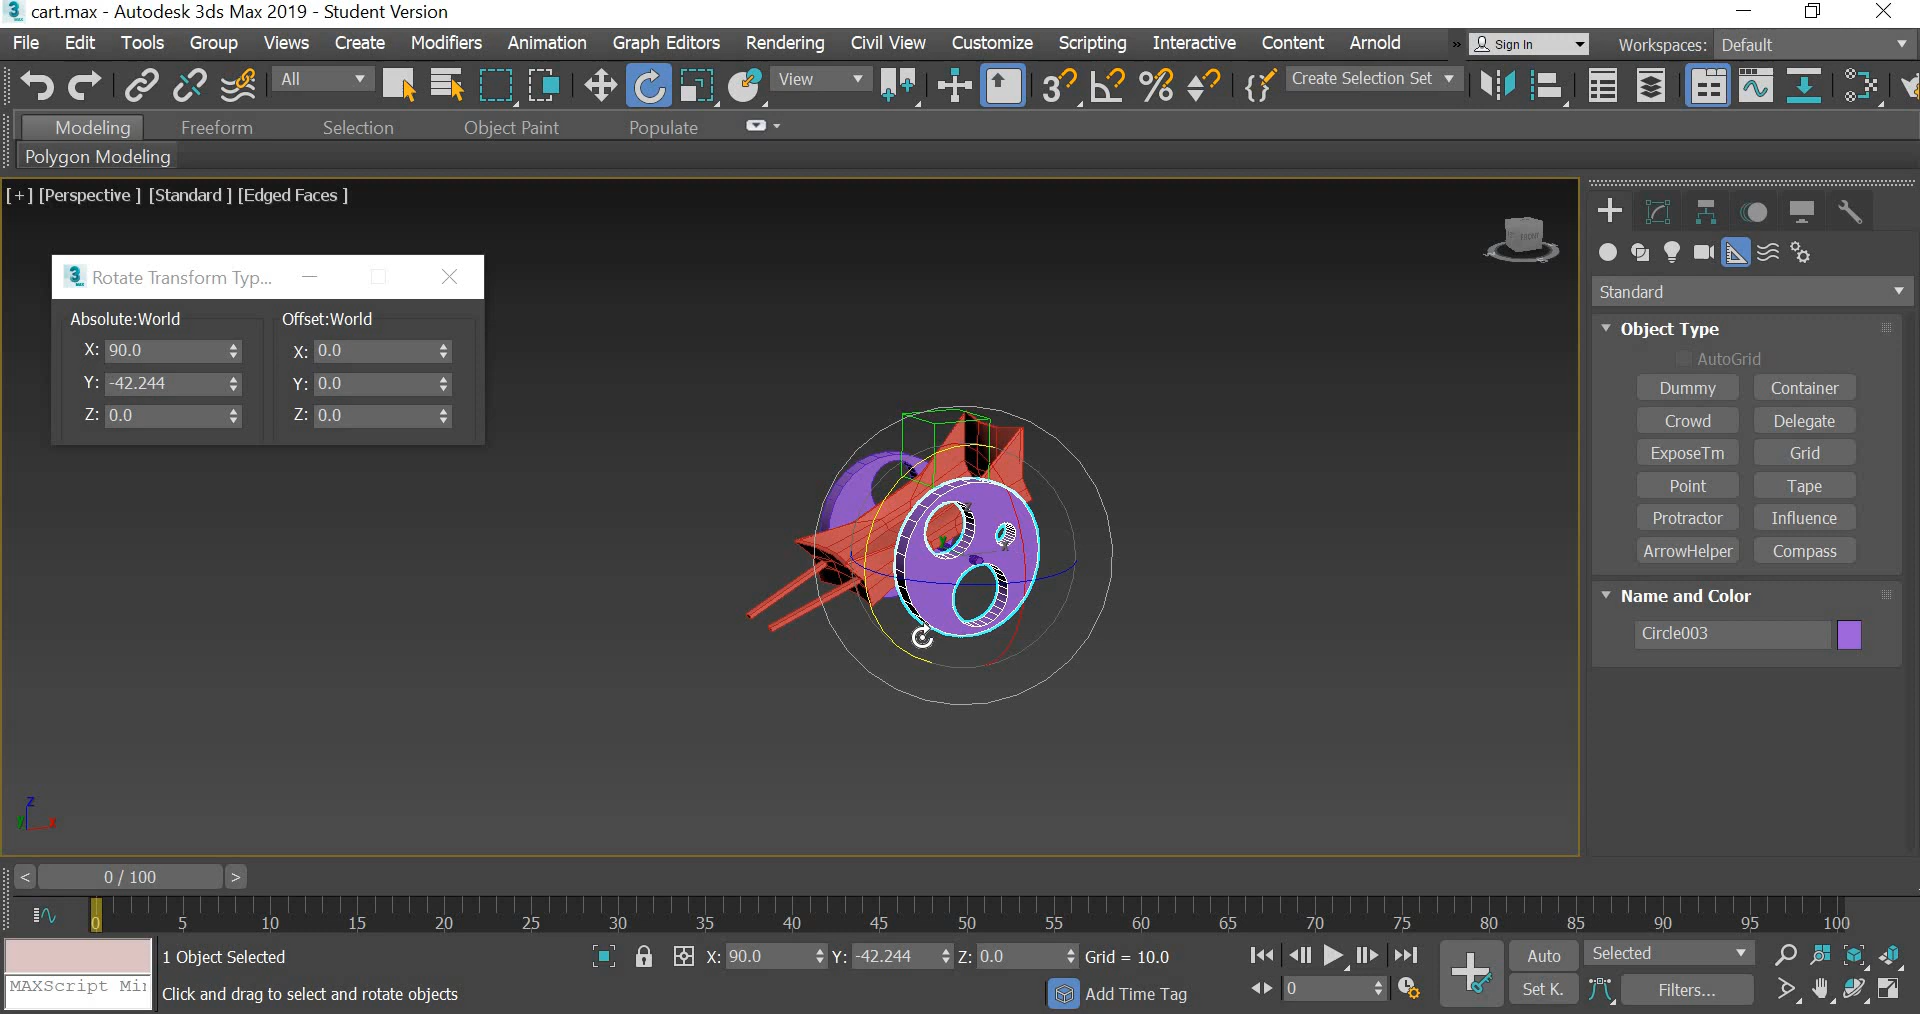 cart.max - Autodesk 3ds Max 2019 - Student Version
File Edit Tools Group Views Create Modifiers Animation Graph Editors Rendering Civil View Customize Scripting Interactive Content Arnold » Sign In Workspaces: Default
All View 3 Create Selection Set
Modeling Freeform Selection Object Paint Populate
Polygon Modeling
[+] [Perspective ] [Standard ] [Edged Faces ]
Rotate Transform Typ...
Absolute:World Offset:World
X: 90.0 X: 0.0
Y: -42.244 Y: 0.0
Z: 0.0 Z: 0.0
Standard
Object Type
AutoGrid
Dummy Container
Crowd Delegate
ExposeTm Grid
Point Tape
Protractor Influence
ArrowHelper Compass
Name and Color
Circle003
FRONT
z
y x
< 0 / 100 >
0 5 10 15 20 25 30 35 40 45 50 55 60 65 70 75 80 85 90 95 100
1 Object Selected X: 90.0 Y: -42.244 Z: 0.0 Grid = 10.0 Auto Selected
MAXScript Mi
Click and drag to select and rotate objects Add Time Tag 0 Set K. Filters...